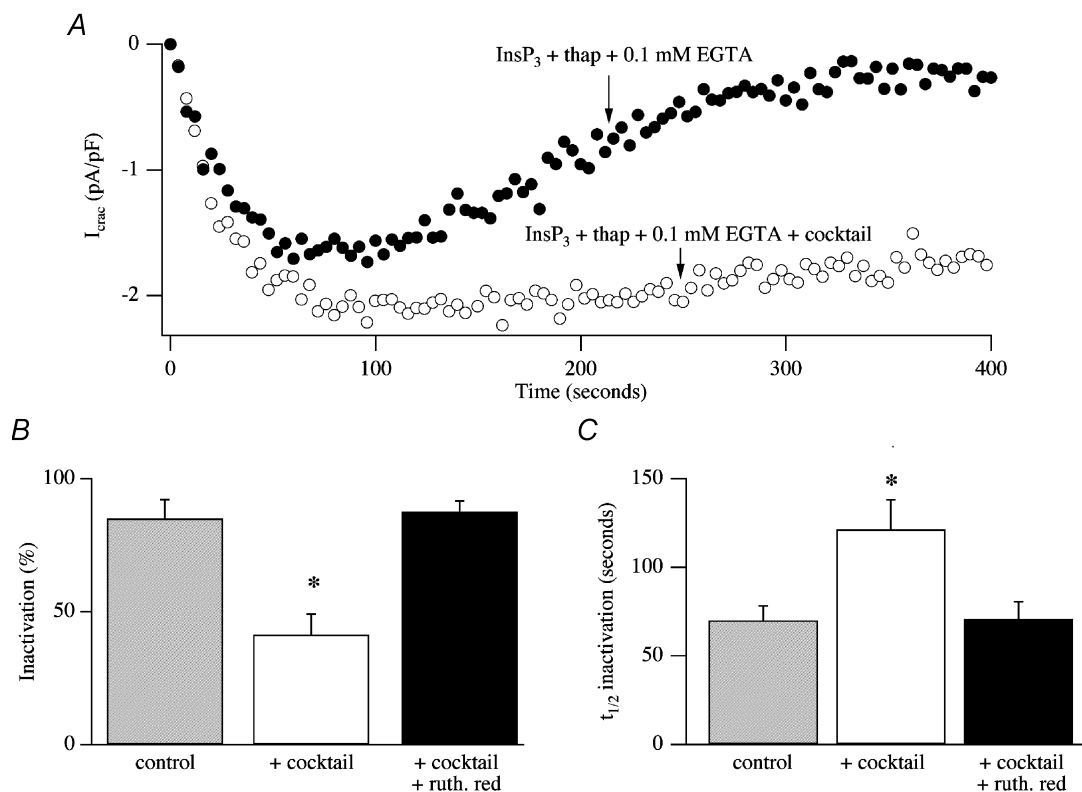 A
0
-1
-2
I_crac (pA/pF)
InsP₃ + thap + 0.1 mM EGTA
InsP₃ + thap + 0.1 mM EGTA + cocktail
0
100
200
300
400
Time (seconds)
B
100
50
0
Inactivation (%)
*
control
+ cocktail
+ cocktail
+ ruth. red
C
150
100
50
0
t₁/₂ inactivation (seconds)
*
control
+ cocktail
+ cocktail
+ ruth. red